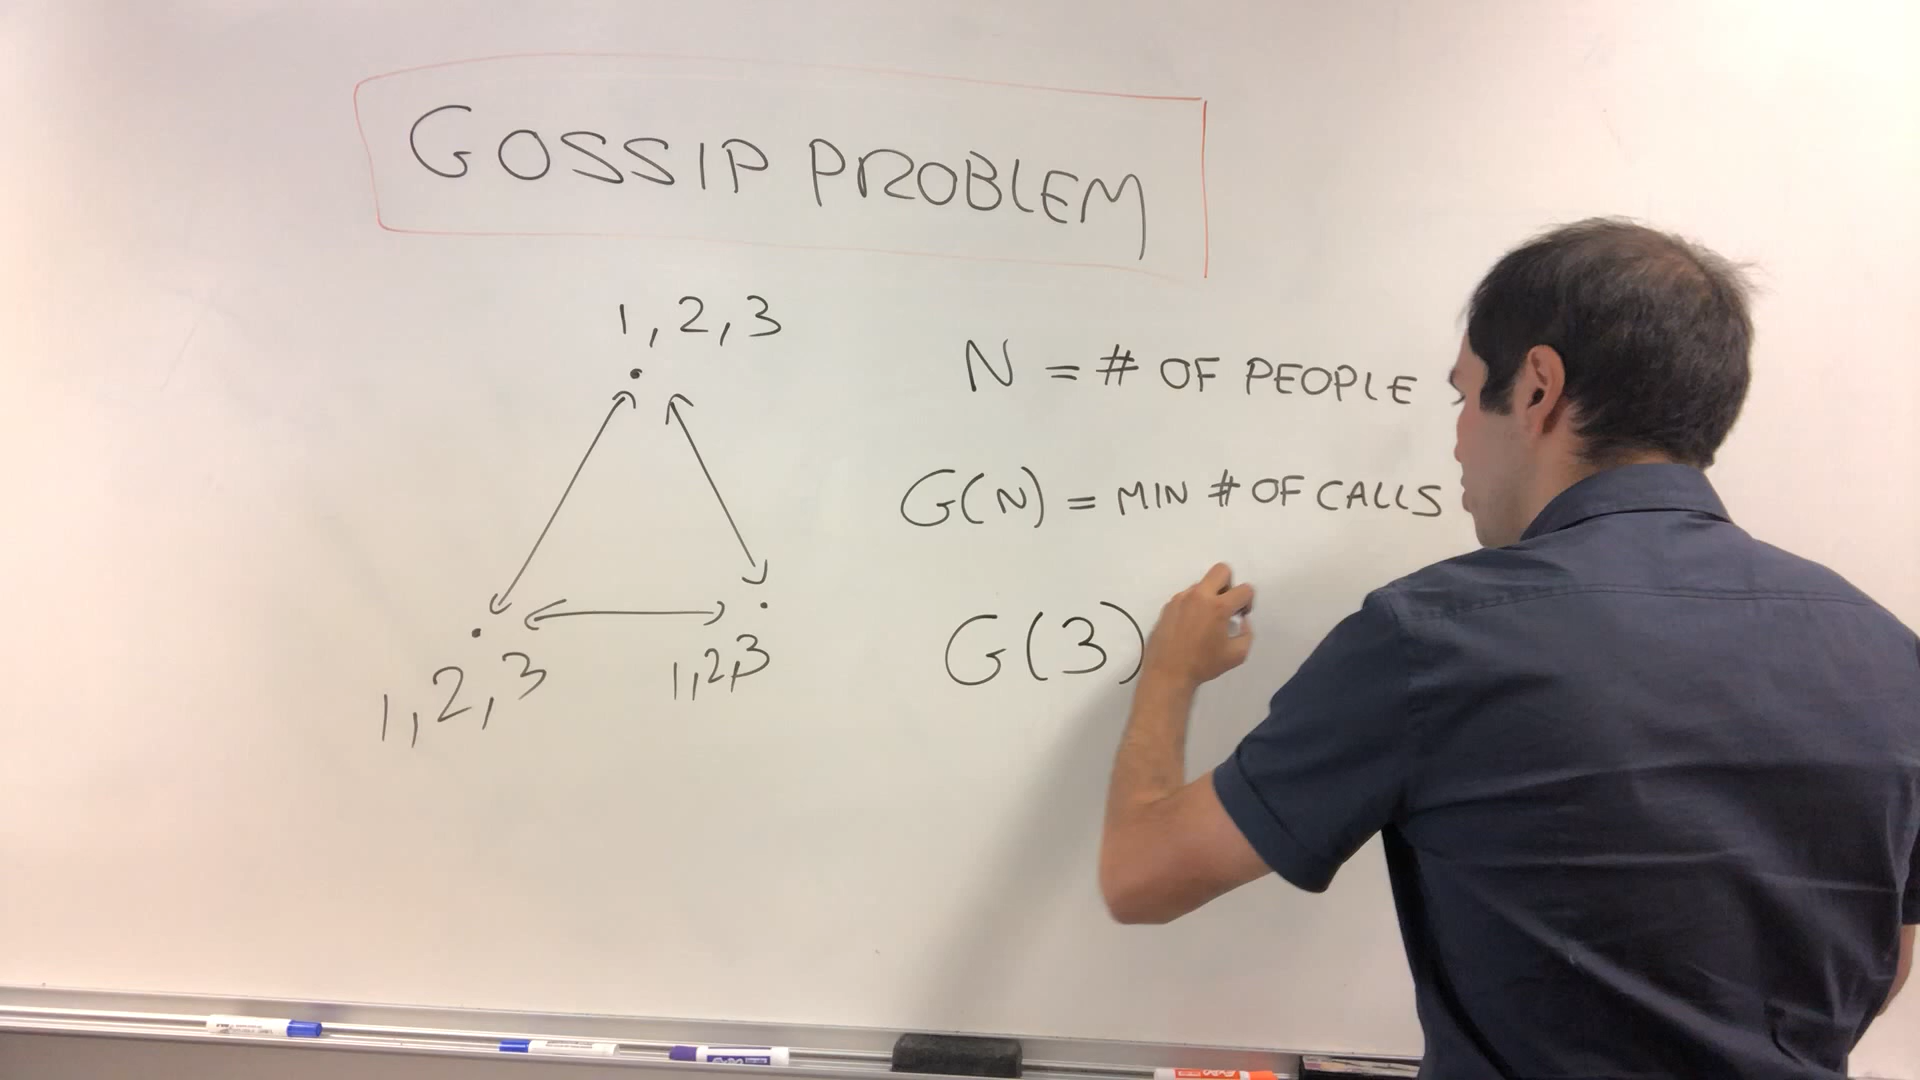 GOSSIP PROBLEM
1, 2, 3
N = # OF PEOPLE
G(N) = MIN # OF CALLS
G(3)
1, 2, 3
1, 2, 3